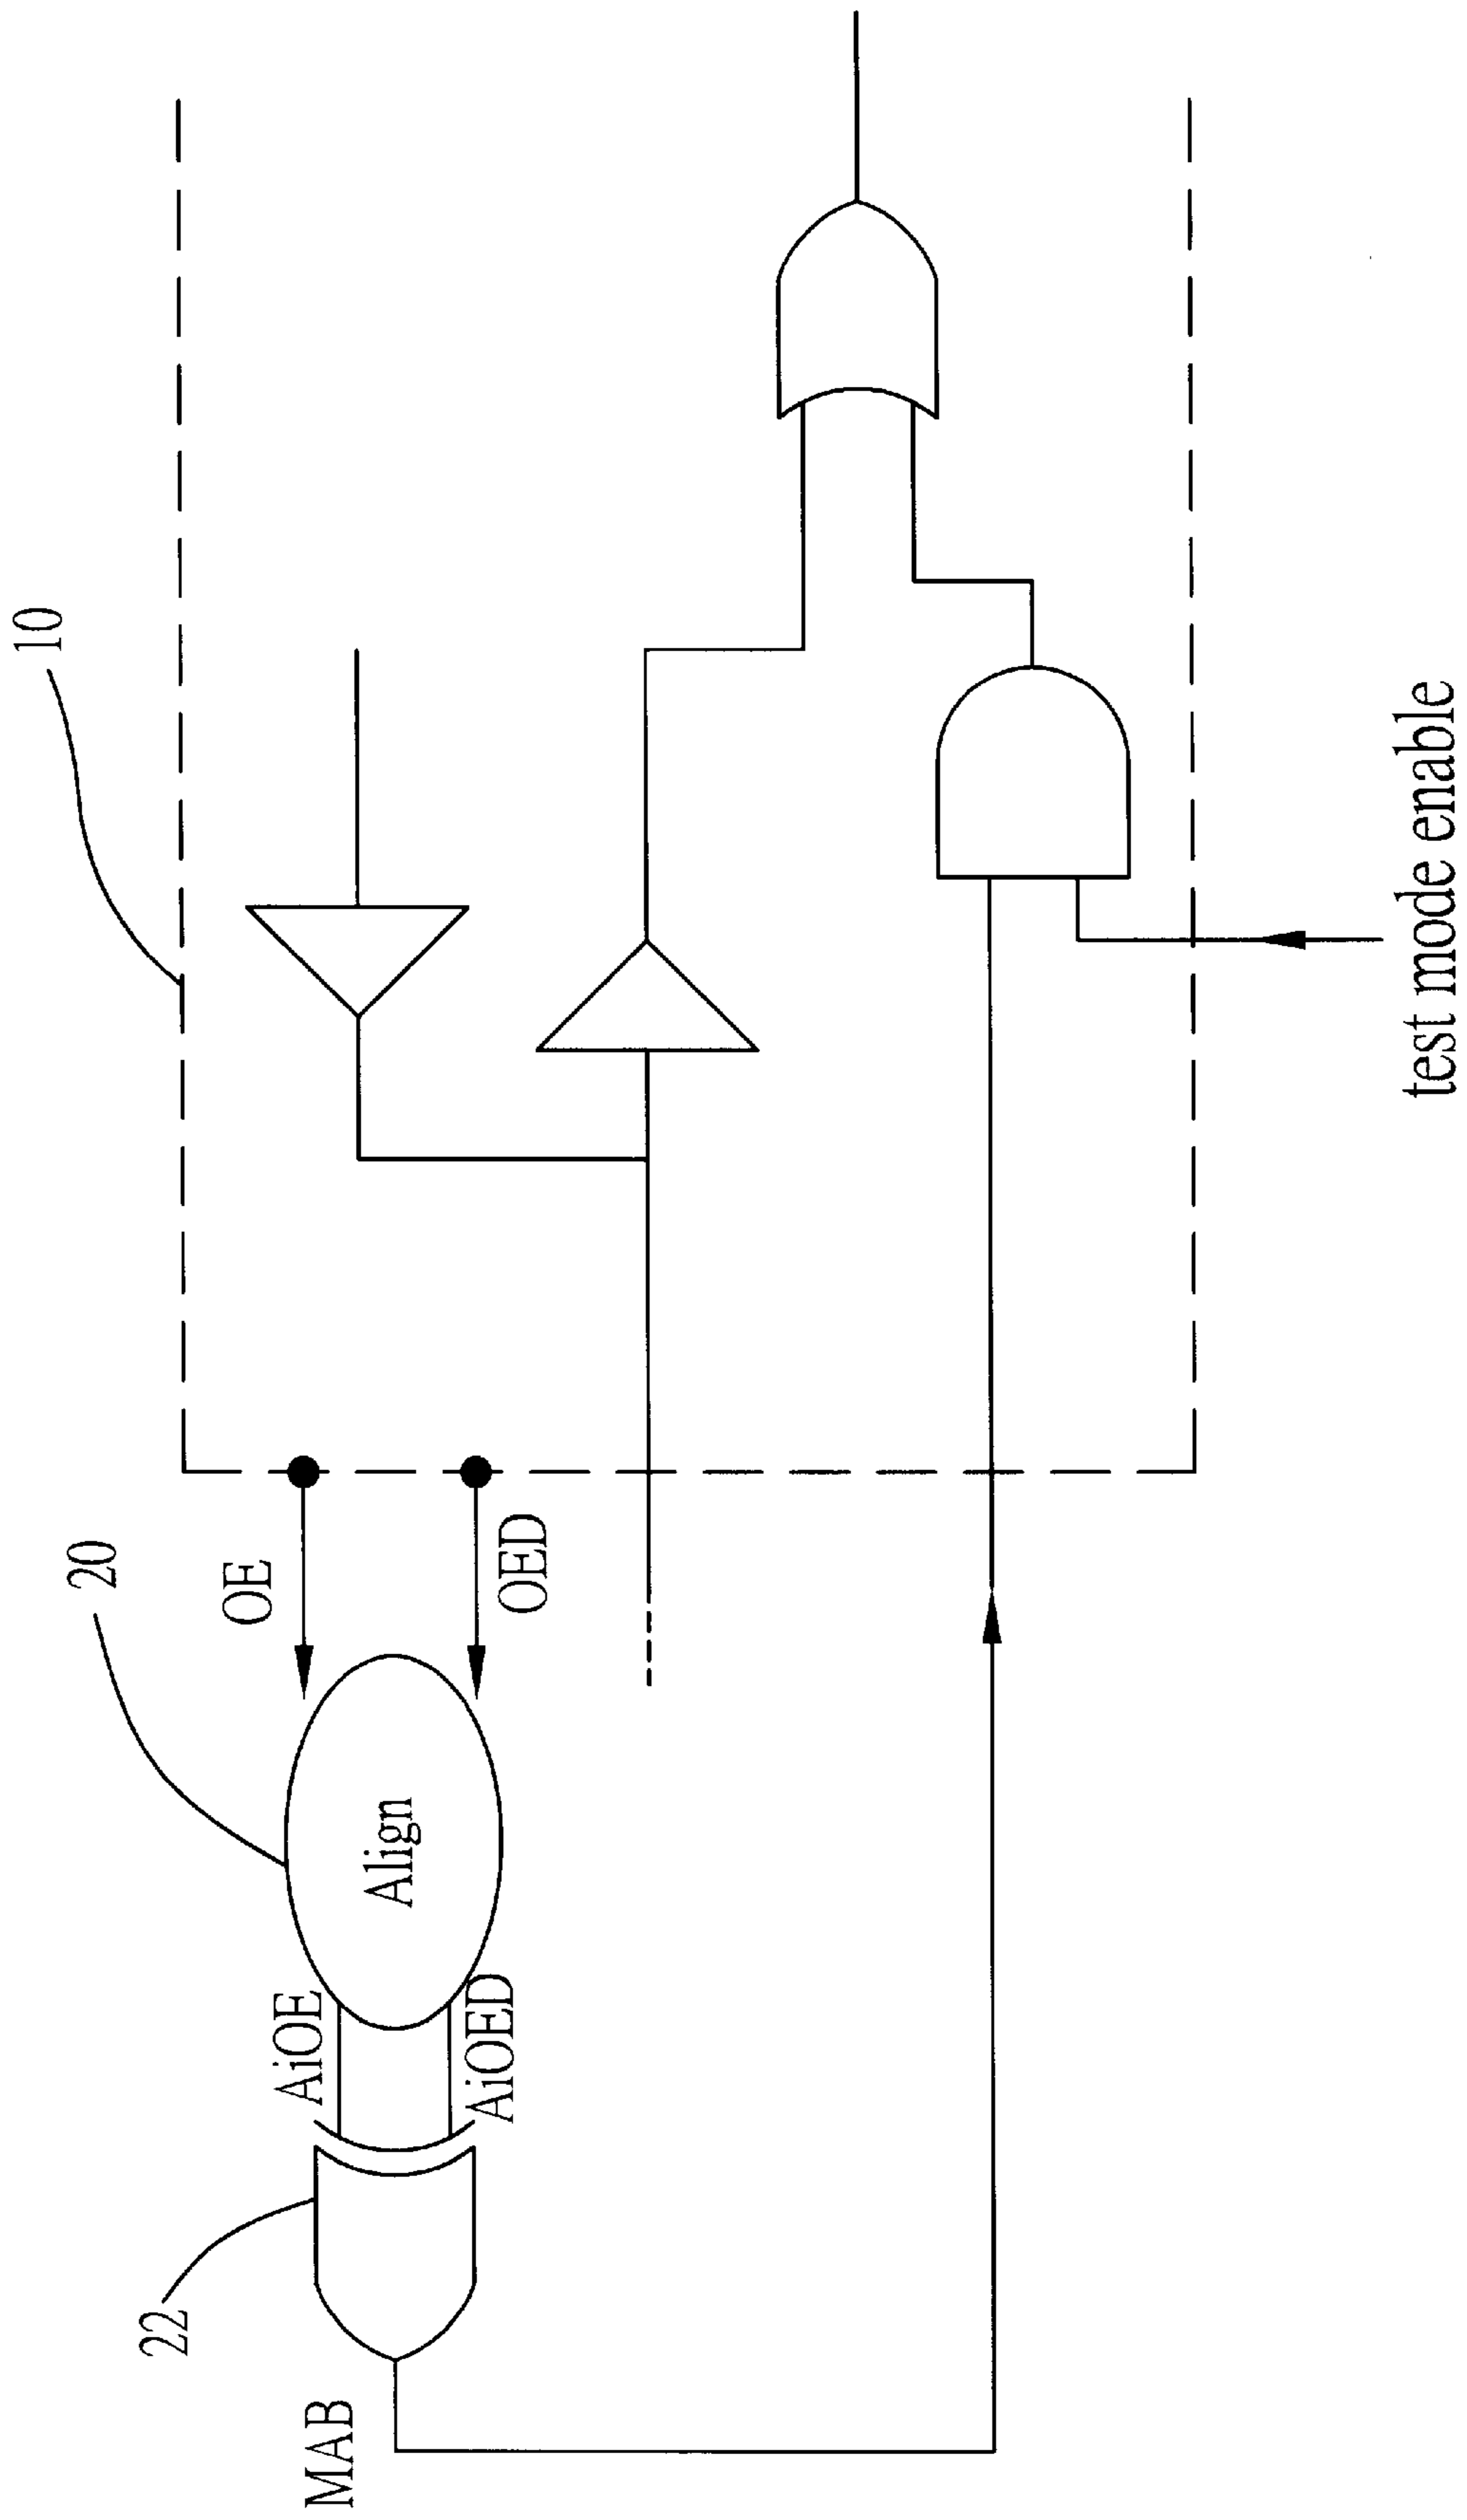 10
test mode enable
20
OE
OED
Align
AiOE
AiOED
22
MAB